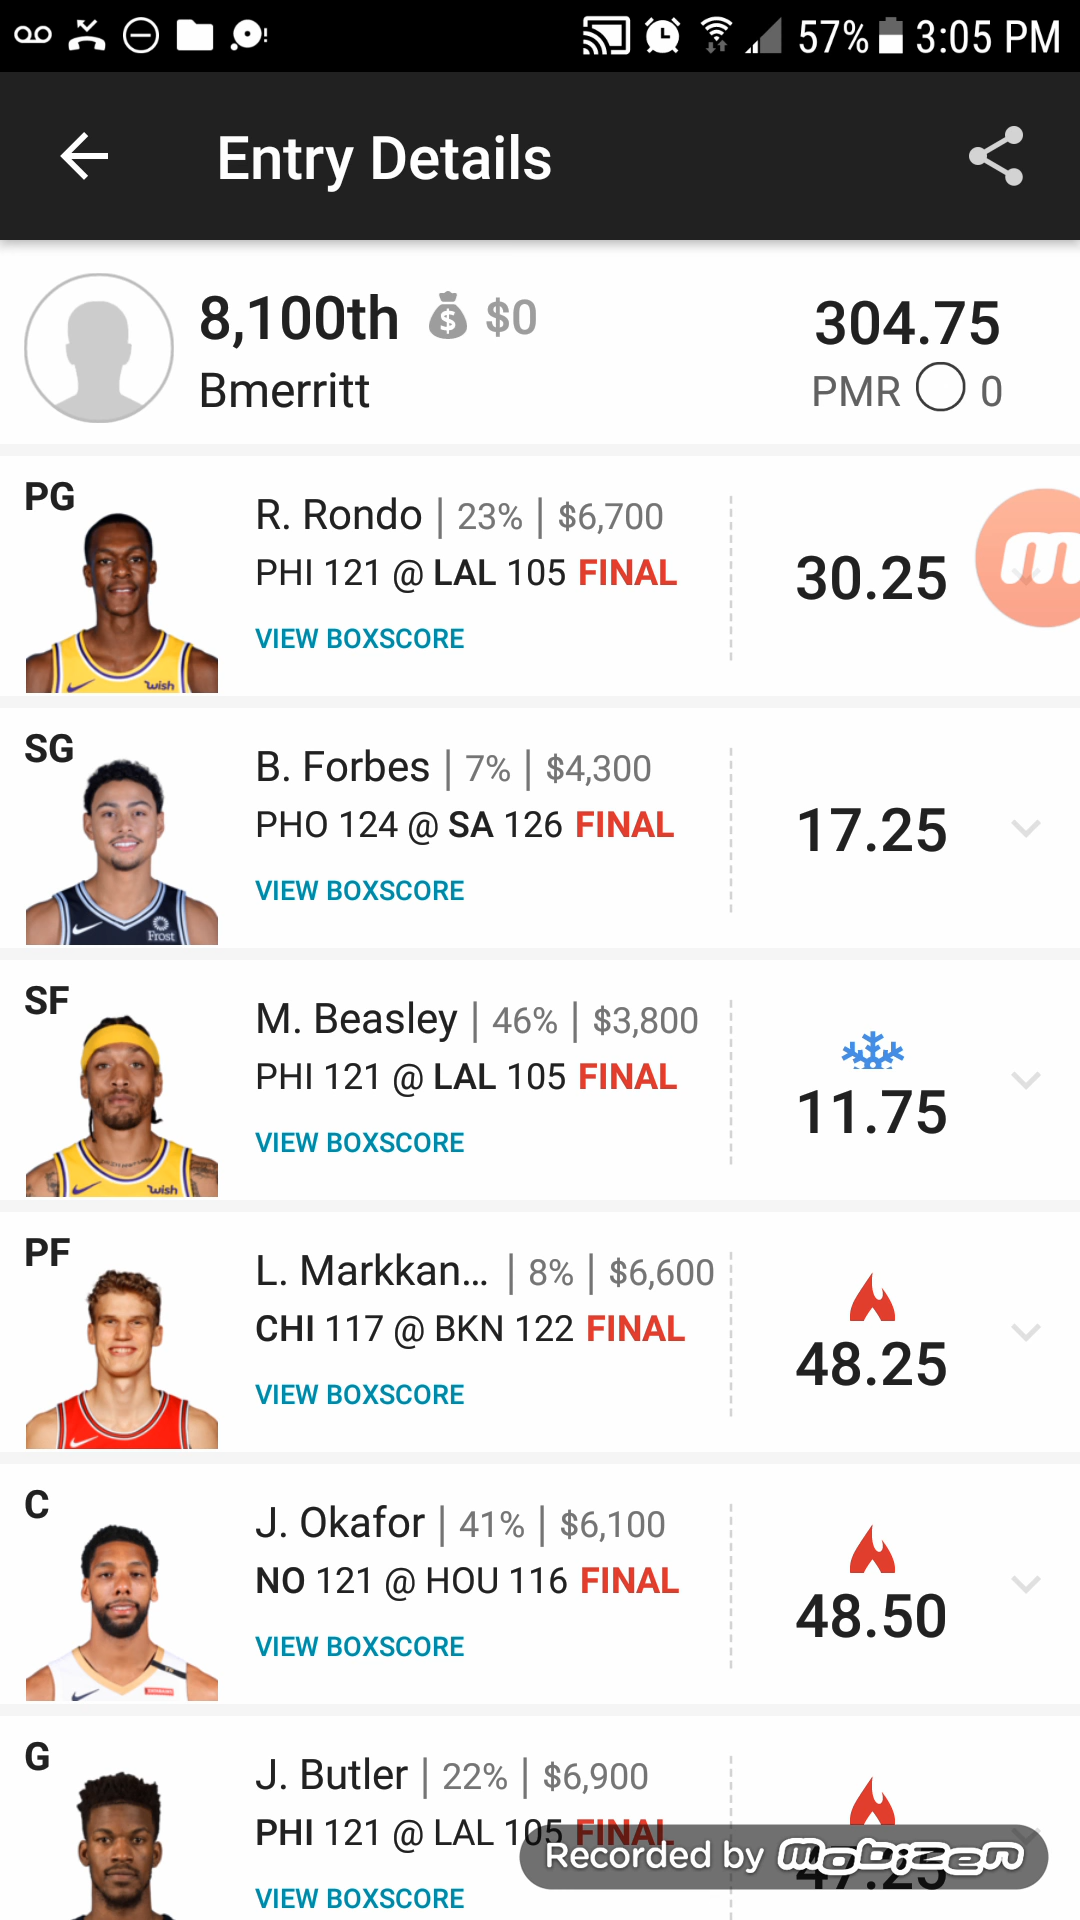 57% 3:05 PM
Entry Details
8,100th $0 304.75
Bmerritt PMR 0
PG R. Rondo | 23% | $6,700
PHI 121 @ LAL 105 FINAL 30.25
VIEW BOXSCORE
wish
SG B. Forbes | 7% | $4,300
PHO 124 @ SA 126 FINAL 17.25
VIEW BOXSCORE
Frost
SF M. Beasley | 46% | $3,800
PHI 121 @ LAL 105 FINAL 11.75
VIEW BOXSCORE
wish
PF L. Markkan... | 8% | $6,600
CHI 117 @ BKN 122 FINAL 48.25
VIEW BOXSCORE
C J. Okafor | 41% | $6,100
NO 121 @ HOU 116 FINAL 48.50
VIEW BOXSCORE
G J. Butler | 22% | $6,900
PHI 121 @ LAL 105 FINAL 47.25
Recorded by mobizen
VIEW BOXSCORE